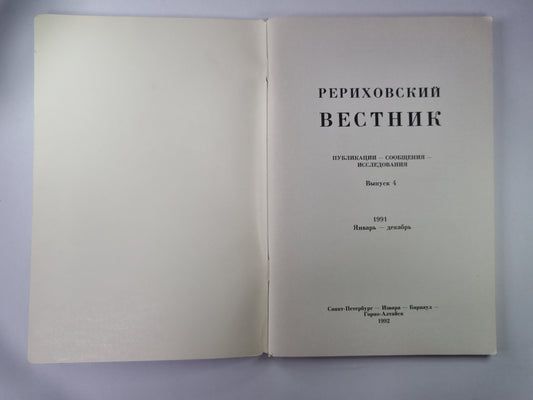 РЕРИХОВСКИЙ
ВЕСТНИК
ПУБЛИКАЦИИ — СООБЩЕНИЯ —
ИССЛЕДОВАНИЯ
Выпуск 4
1991
Январь — декабрь
Санкт-Петербург — Извара — Барнаул —
Горно-Алтайск
1992